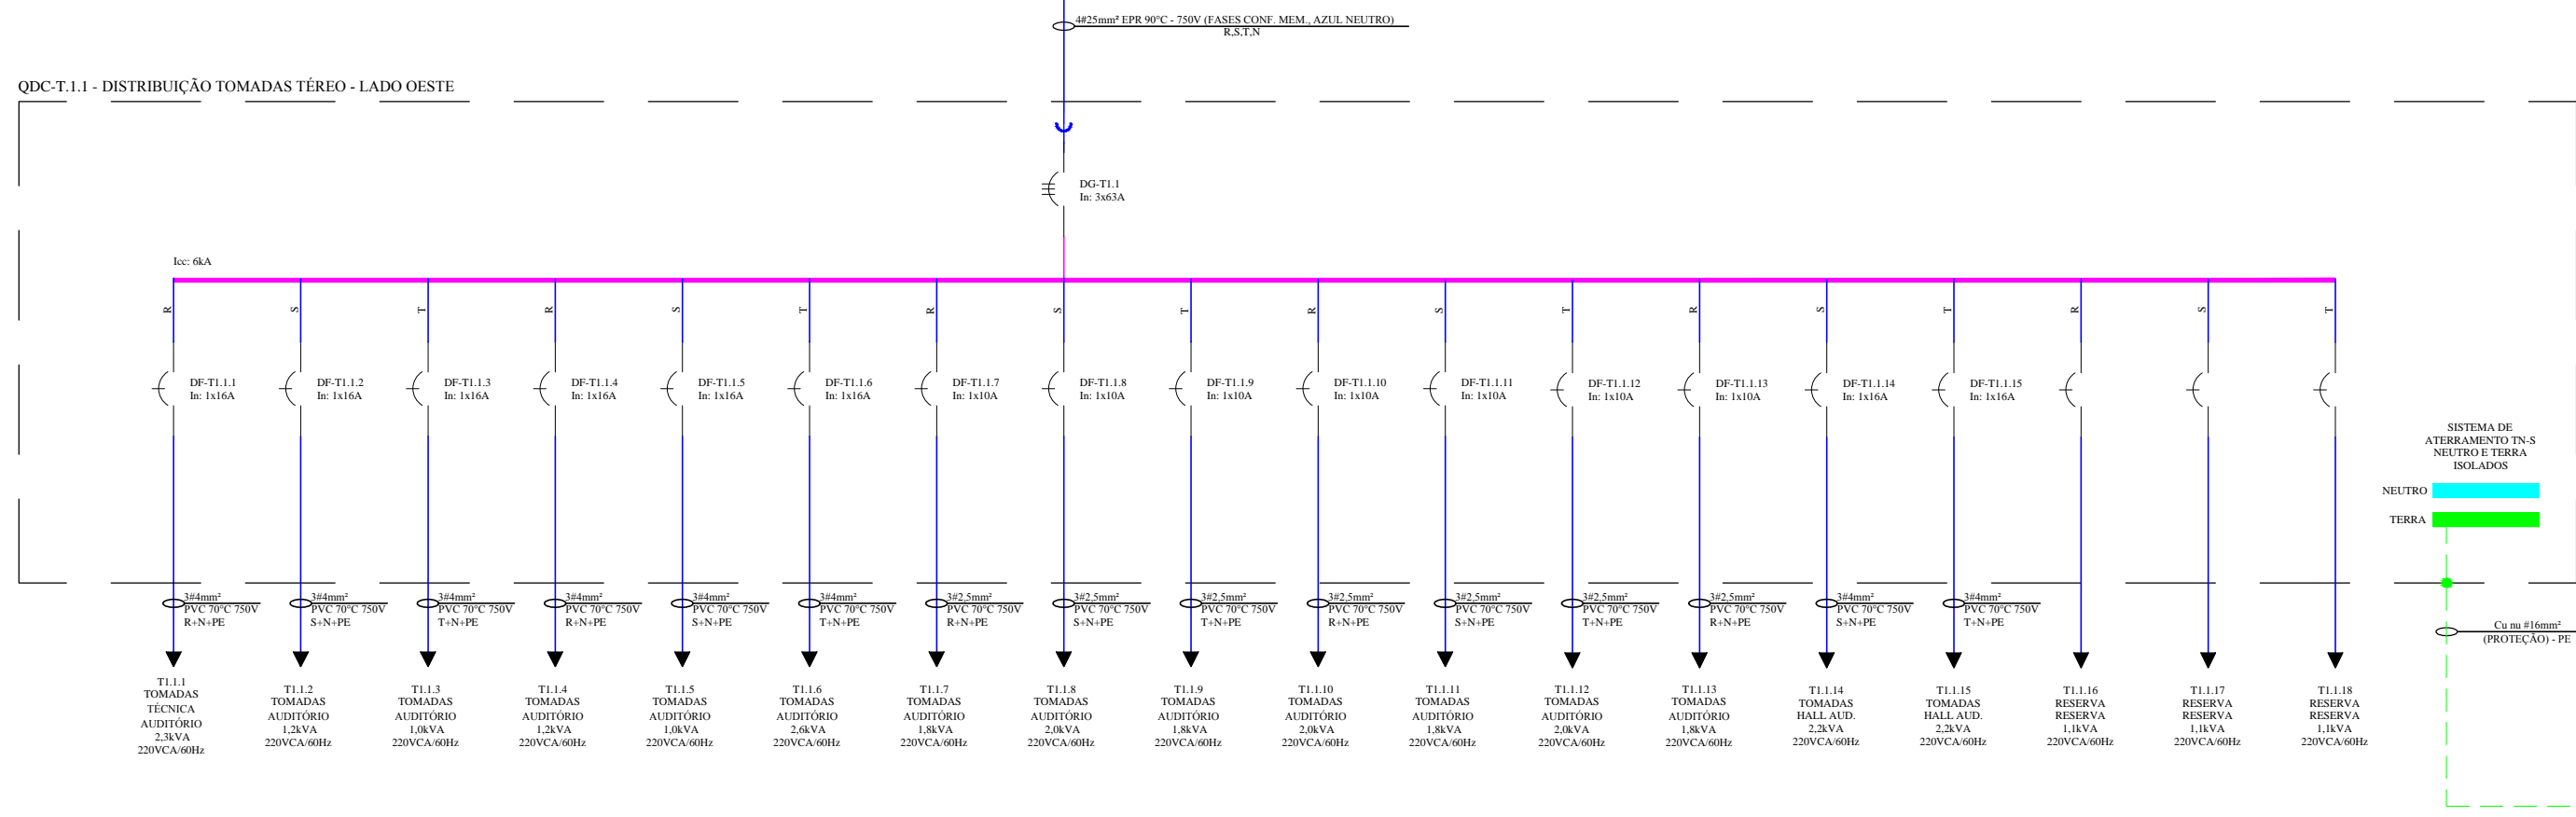 4#25mm² EPR 90°C - 750V (FASES CONF. MEM., AZUL NEUTRO)
R,S,T,N
QDC-T.1.1 - DISTRIBUIÇÃO TOMADAS TÉREO - LADO OESTE
DG-T1.1
In: 3x63A
Icc: 6kA
R
S
T
R
S
T
R
S
T
R
S
T
R
S
T
R
S
T
DF-T1.1.1
In: 1x16A
DF-T1.1.2
In: 1x16A
DF-T1.1.3
In: 1x16A
DF-T1.1.4
In: 1x16A
DF-T1.1.5
In: 1x16A
DF-T1.1.6
In: 1x16A
DF-T1.1.7
In: 1x10A
DF-T1.1.8
In: 1x10A
DF-T1.1.9
In: 1x10A
DF-T1.1.10
In: 1x10A
DF-T1.1.11
In: 1x10A
DF-T1.1.12
In: 1x10A
DF-T1.1.13
In: 1x10A
DF-T1.1.14
In: 1x16A
DF-T1.1.15
In: 1x16A
SISTEMA DE
ATERRAMENTO TN-S
NEUTRO E TERRA
ISOLADOS
NEUTRO
TERRA
3#4mm²
PVC 70°C 750V
R+N+PE
3#4mm²
PVC 70°C 750V
S+N+PE
3#4mm²
PVC 70°C 750V
T+N+PE
3#4mm²
PVC 70°C 750V
R+N+PE
3#4mm²
PVC 70°C 750V
S+N+PE
3#4mm²
PVC 70°C 750V
T+N+PE
3#2,5mm²
PVC 70°C 750V
R+N+PE
3#2,5mm²
PVC 70°C 750V
S+N+PE
3#2,5mm²
PVC 70°C 750V
T+N+PE
3#2,5mm²
PVC 70°C 750V
R+N+PE
3#2,5mm²
PVC 70°C 750V
S+N+PE
3#2,5mm²
PVC 70°C 750V
T+N+PE
3#2,5mm²
PVC 70°C 750V
R+N+PE
3#4mm²
PVC 70°C 750V
S+N+PE
3#4mm²
PVC 70°C 750V
T+N+PE
Cu nu #16mm²
(PROTEÇÃO) - PE
T1.1.1
TOMADAS
TÉCNICA
AUDITÓRIO
2,3kVA
220VCA/60Hz
T1.1.2
TOMADAS
AUDITÓRIO
1,2kVA
220VCA/60Hz
T1.1.3
TOMADAS
AUDITÓRIO
1,0kVA
220VCA/60Hz
T1.1.4
TOMADAS
AUDITÓRIO
1,2kVA
220VCA/60Hz
T1.1.5
TOMADAS
AUDITÓRIO
1,0kVA
220VCA/60Hz
T1.1.6
TOMADAS
AUDITÓRIO
2,6kVA
220VCA/60Hz
T1.1.7
TOMADAS
AUDITÓRIO
1,8kVA
220VCA/60Hz
T1.1.8
TOMADAS
AUDITÓRIO
2,0kVA
220VCA/60Hz
T1.1.9
TOMADAS
AUDITÓRIO
1,8kVA
220VCA/60Hz
T1.1.10
TOMADAS
AUDITÓRIO
2,0kVA
220VCA/60Hz
T1.1.11
TOMADAS
AUDITÓRIO
1,8kVA
220VCA/60Hz
T1.1.12
TOMADAS
AUDITÓRIO
2,0kVA
220VCA/60Hz
T1.1.13
TOMADAS
AUDITÓRIO
1,8kVA
220VCA/60Hz
T1.1.14
TOMADAS
HALL AUD.
2,2kVA
220VCA/60Hz
T1.1.15
TOMADAS
HALL AUD.
2,2kVA
220VCA/60Hz
T1.1.16
RESERVA
RESERVA
1,1kVA
220VCA/60Hz
T1.1.17
RESERVA
RESERVA
1,1kVA
220VCA/60Hz
T1.1.18
RESERVA
RESERVA
1,1kVA
220VCA/60Hz